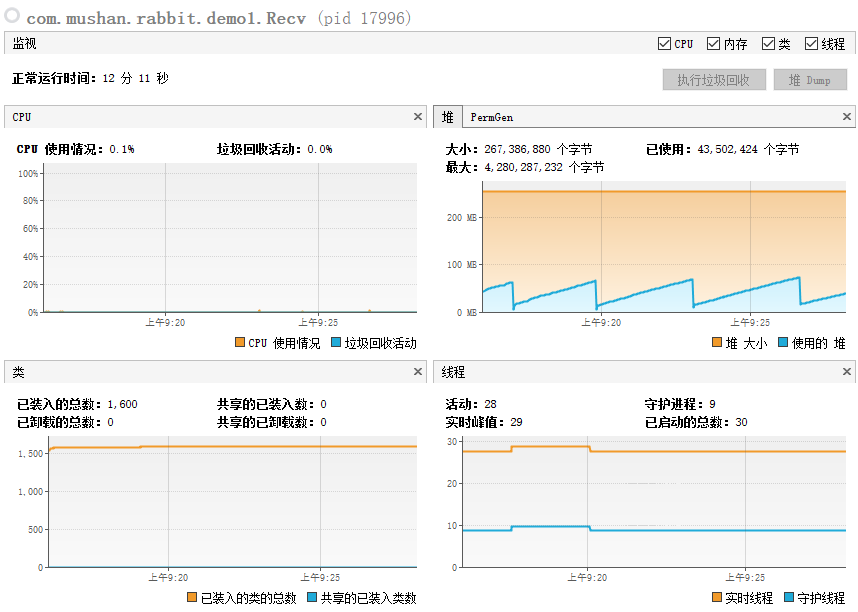 com.mushan.rabbit.demo1.Recv (pid 17996)
监视 CPU 内存 类 线程
正常运行时间: 12 分 11 秒 执行垃圾回收 堆 Dump
CPU
CPU 使用情况: 0.1% 垃圾回收活动: 0.0%
100%
80%
60%
40%
20%
0%
上午9:20 上午9:25
CPU 使用情况 垃圾回收活动
堆 PermGen
大小: 267,386,880 个字节 已使用: 43,502,424 个字节
最大: 4,280,287,232 个字节
200 MB
100 MB
0 MB
上午9:20 上午9:25
堆 大小 使用的 堆
类
已装入的总数: 1,600 共享的已装入数: 0
已卸载的总数: 0 共享的已卸载数: 0
1,500
1,000
500
0
上午9:20 上午9:25
已装入的类的总数 共享的已装入类数
线程
活动: 28 守护进程: 9
实时峰值: 29 已启动的总数: 30
30
20
10
0
上午9:20 上午9:25
实时线程 守护线程